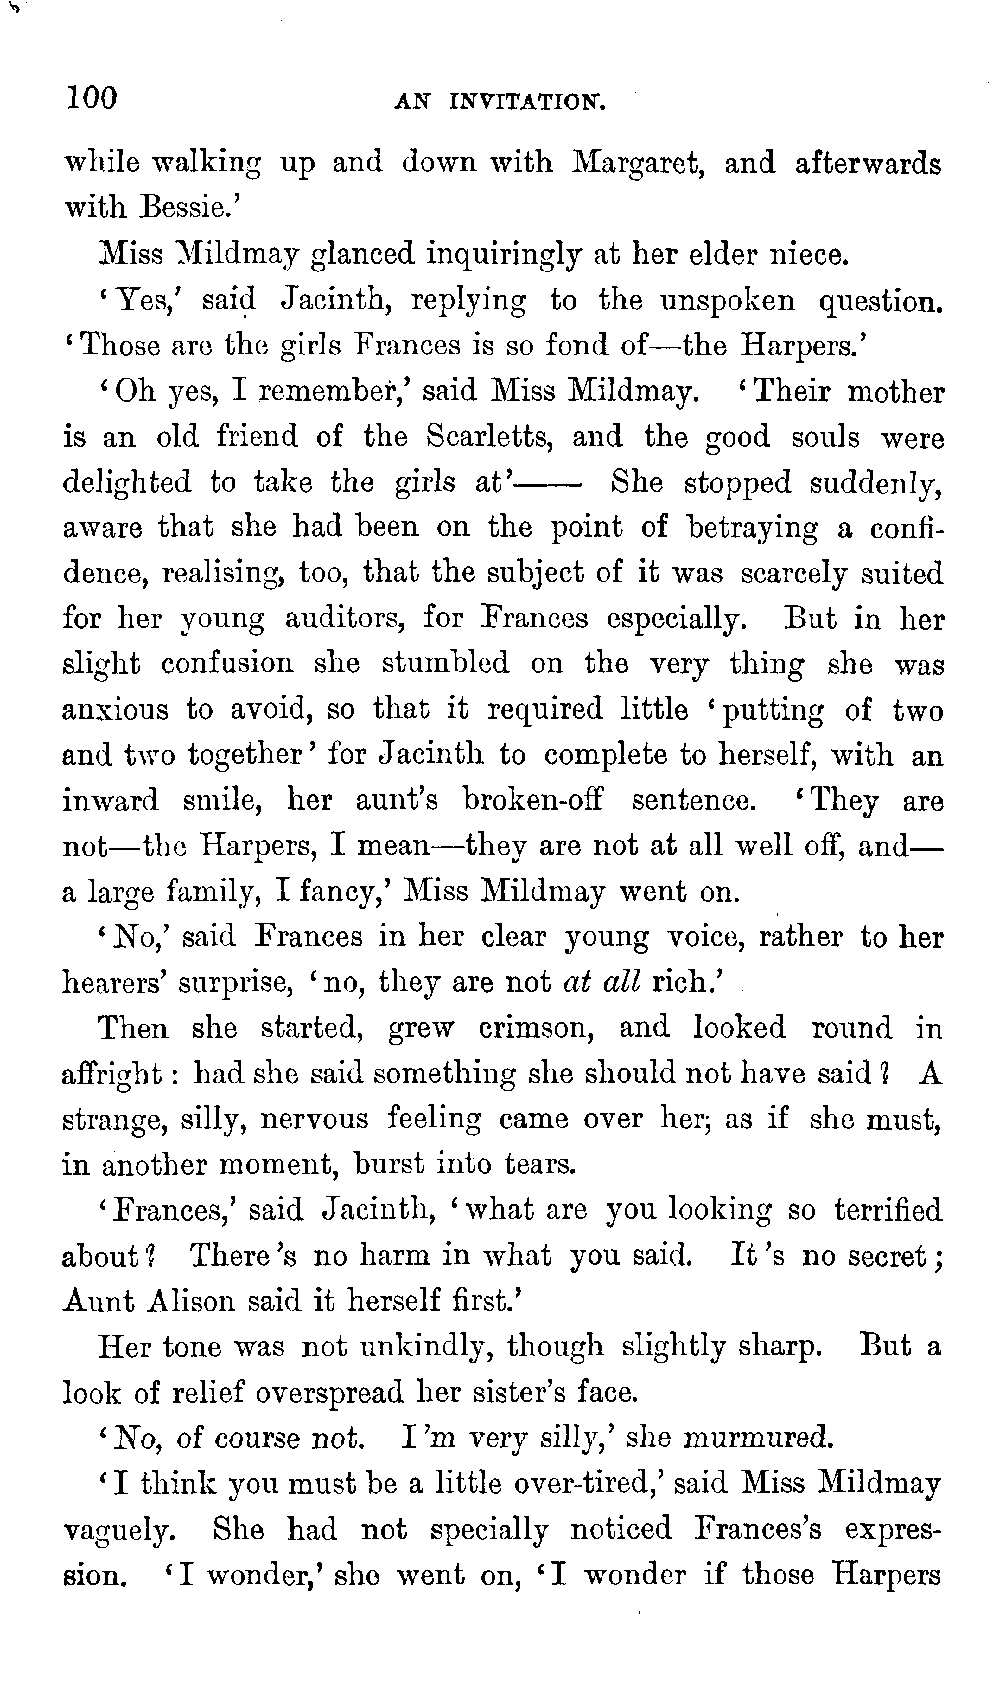 100 AN INVITATION.
while walking up and down with Margaret, and afterwards
with Bessie.’
Miss Mildmay glanced inquiringly at her elder niece.
‘Yes,’ said Jacinth, replying to the unspoken question.
‘Those are the girls Frances is so fond of—the Harpers.’
‘Oh yes, I remember,’ said Miss Mildmay. ‘Their mother
is an old friend of the Scarletts, and the good souls were
delighted to take the girls at’—— She stopped suddenly,
aware that she had been on the point of betraying a confi-
dence, realising, too, that the subject of it was scarcely suited
for her young auditors, for Frances especially. But in her
slight confusion she stumbled on the very thing she was
anxious to avoid, so that it required little ‘putting of two
and two together’ for Jacinth to complete to herself, with an
inward smile, her aunt’s broken-off sentence. ‘They are
not—the Harpers, I mean—they are not at all well off, and—
a large family, I fancy,’ Miss Mildmay went on.
‘No,’ said Frances in her clear young voice, rather to her
hearers’ surprise, ‘no, they are not at all rich.’
Then she started, grew crimson, and looked round in
affright: had she said something she should not have said? A
strange, silly, nervous feeling came over her; as if she must,
in another moment, burst into tears.
‘Frances,’ said Jacinth, ‘what are you looking so terrified
about? There’s no harm in what you said. It’s no secret;
Aunt Alison said it herself first.’
Her tone was not unkindly, though slightly sharp. But a
look of relief overspread her sister’s face.
‘No, of course not. I’m very silly,’ she murmured.
‘I think you must be a little over-tired,’ said Miss Mildmay
vaguely. She had not specially noticed Frances’s expres-
sion. ‘I wonder,’ she went on, ‘I wonder if those Harpers